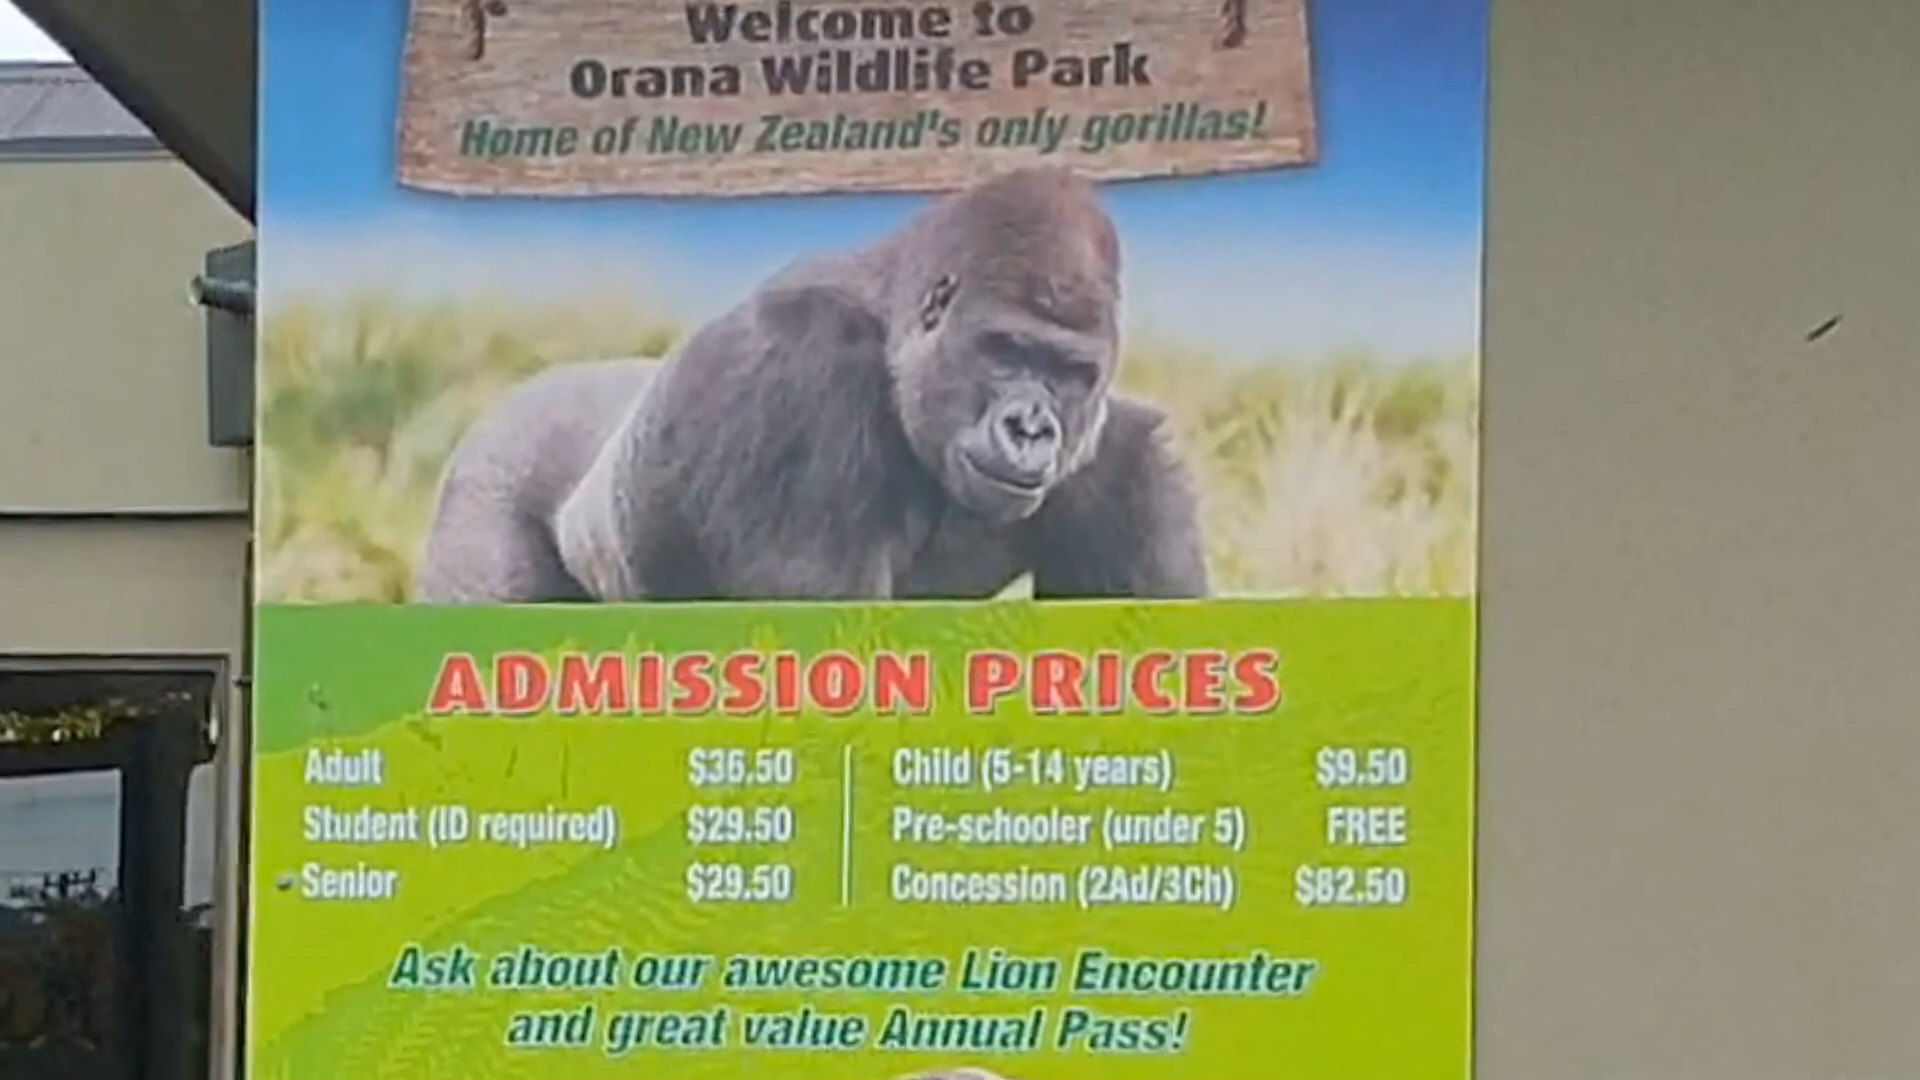 Welcome to
Orana Wildlife Park
Home of New Zealand's only gorillas!
ADMISSION PRICES
Adult $36.50
Student (ID required) $29.50
Senior $29.50
Child (5-14 years) $9.50
Pre-schooler (under 5) FREE
Concession (2Ad/3Ch) $82.50
Ask about our awesome Lion Encounter
and great value Annual Pass!